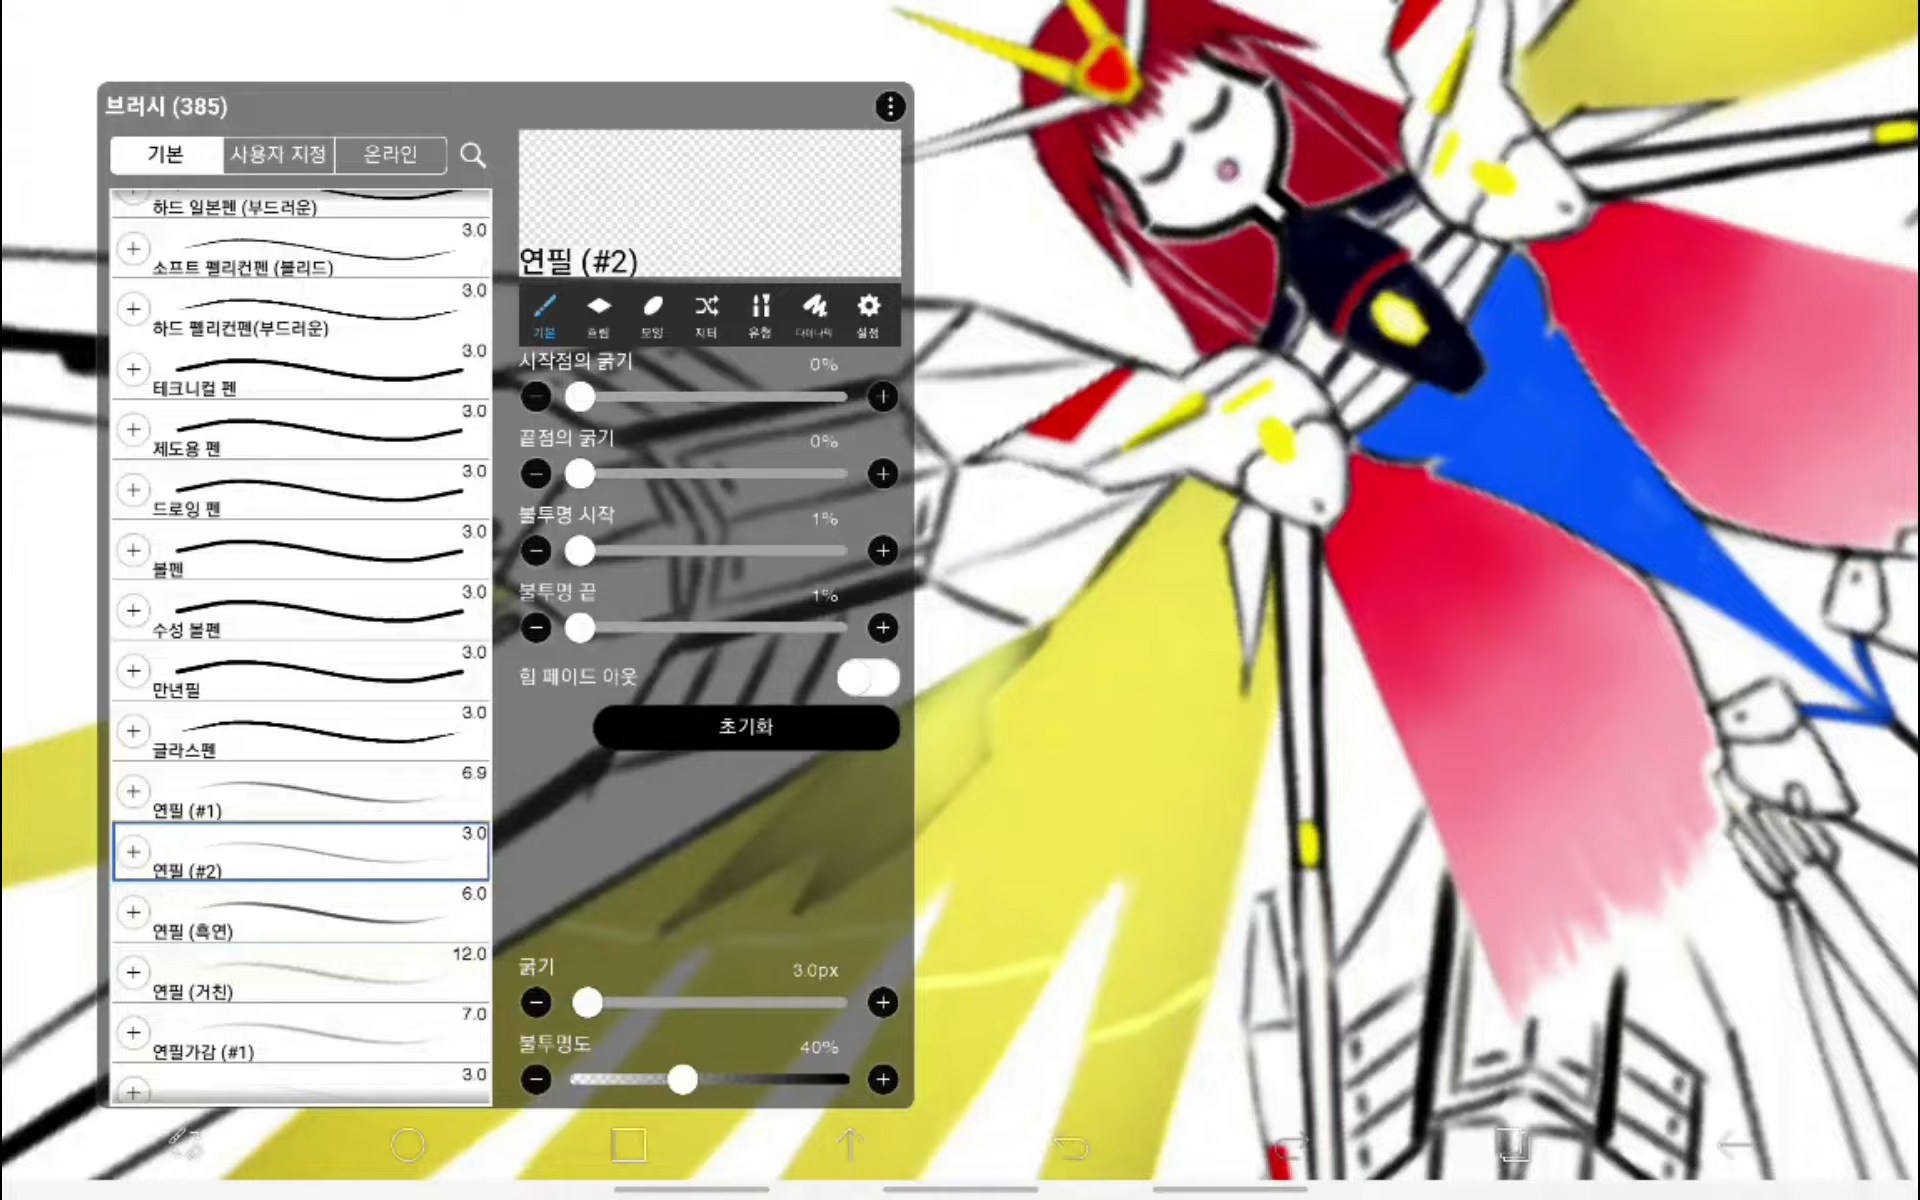 브러시 (385)
기본
사용자 지정
온라인
하드 일본펜 (부드러운)
3.0
소프트 펠리컨펜 (블리드)
3.0
하드 펠리컨펜(부드러운)
3.0
테크니컬 펜
3.0
제도용 펜
3.0
드로잉 펜
3.0
볼펜
3.0
수성 볼펜
3.0
만년필
3.0
글라스펜
6.9
연필 (#1)
3.0
연필 (#2)
6.0
연필 (흑연)
12.0
연필 (거친)
7.0
연필가감 (#1)
3.0
연필 (#2)
기본
모양
지터
유형
다이나믹
설정
시작점의 굵기
0%
끝점의 굵기
0%
불투명 시작
1%
불투명 끝
1%
힘 페이드 아웃
초기화
굵기
3.0px
불투명도
40%